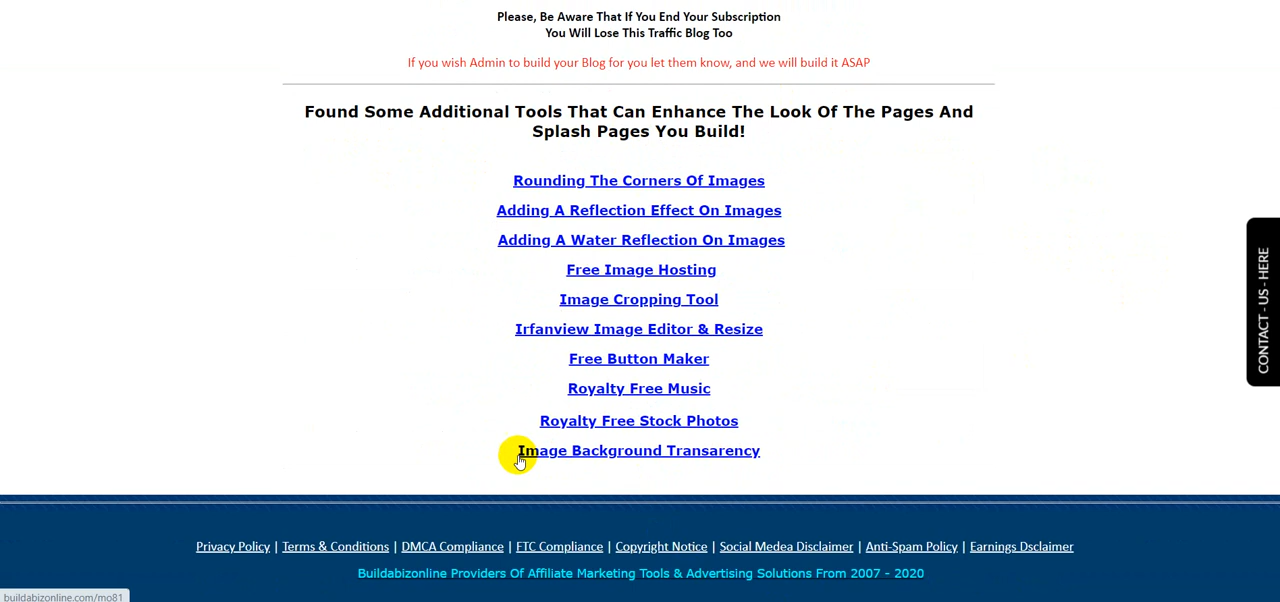 Please, Be Aware That If You End Your Subscription
You Will Lose This Traffic Blog Too
If you wish Admin to build your Blog for you let them know, and we will build it ASAP
Found Some Additional Tools That Can Enhance The Look Of The Pages And
Splash Pages You Build!
Rounding The Corners Of Images
Adding A Reflection Effect On Images
Adding A Water Reflection On Images
Free Image Hosting
Image Cropping Tool
Irfanview Image Editor & Resize
Free Button Maker
Royalty Free Music
Royalty Free Stock Photos
Image Background Transarency
CONTACT - US - HERE
Privacy Policy | Terms & Conditions | DMCA Compliance | FTC Compliance | Copyright Notice | Social Medea Disclaimer | Anti-Spam Policy | Earnings Dsclaimer
Buildabizonline Providers Of Affiliate Marketing Tools & Advertising Solutions From 2007 - 2020
buildabizonline.com/mo81